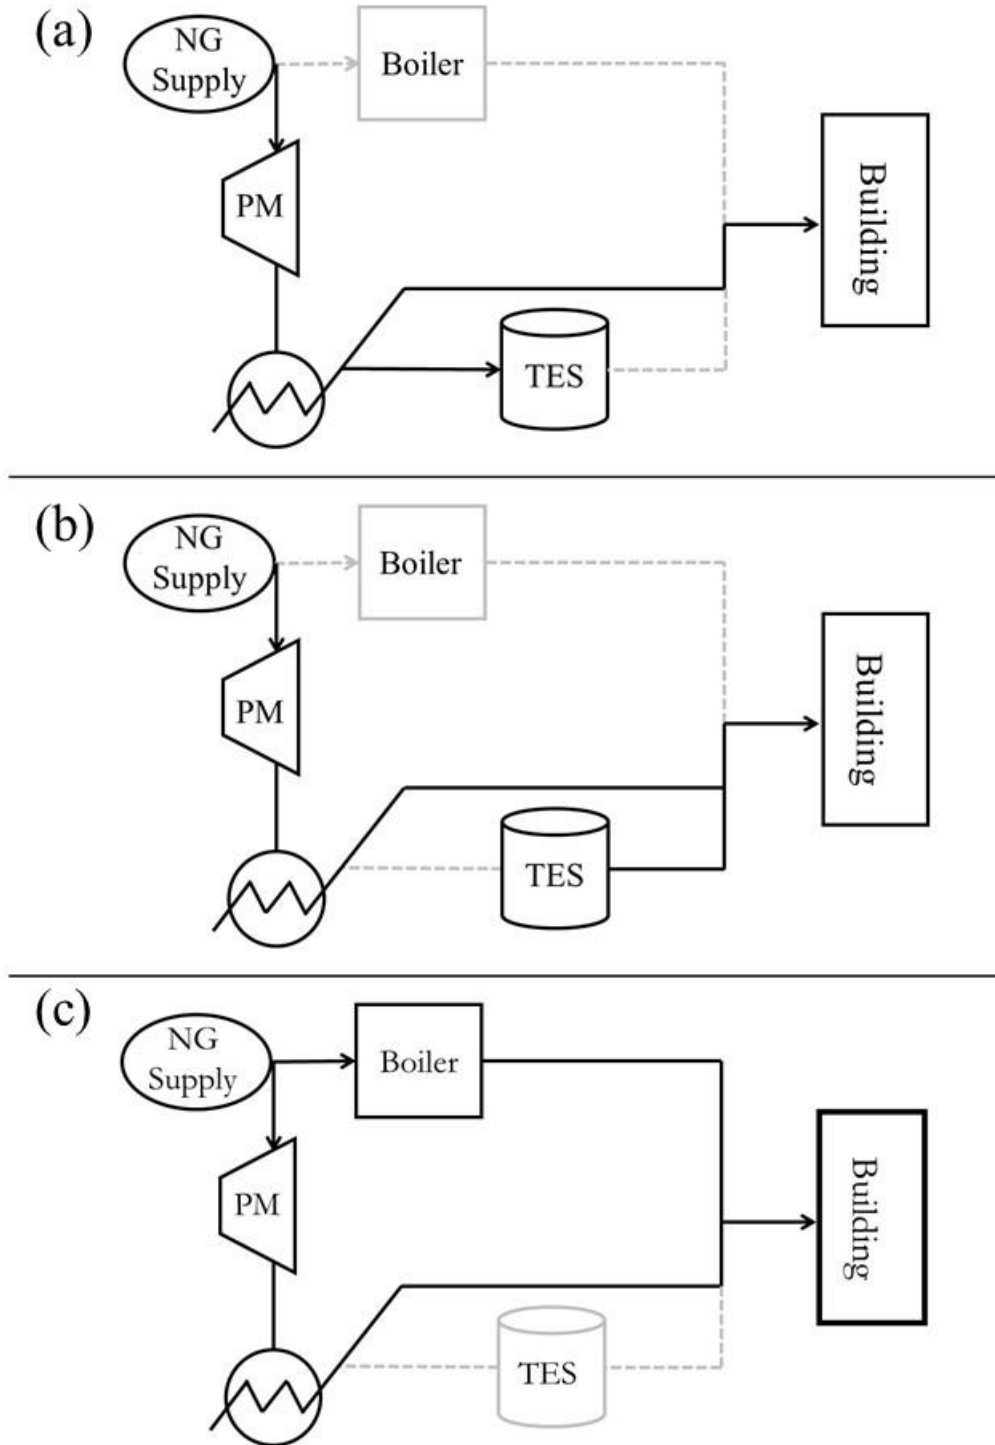 (a)
NG
Supply
Boiler
PM
Building
TES
(b)
NG
Supply
Boiler
PM
Building
TES
(c)
NG
Supply
Boiler
PM
Building
TES